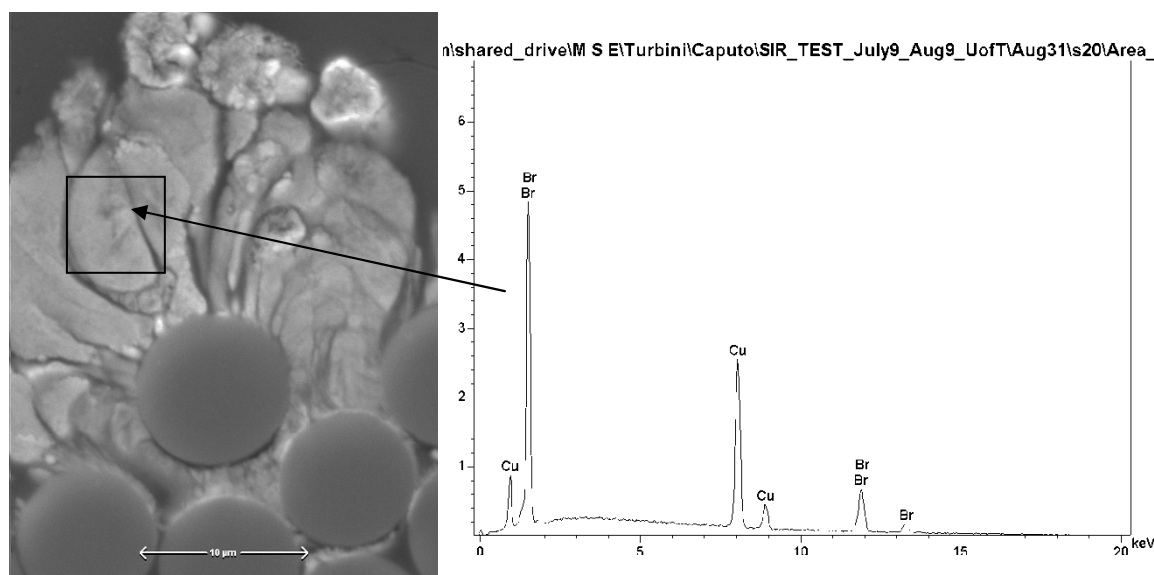 n\shared_drive\M S E\Turbini\Caputo\SIR_TEST_July9_Aug9_UofT\Aug31\s20\Area_
6
Br
5
Br
4
3
Cu
2
Br
1
Cu
Br
Cu
Br
0
5
10
15
20
keV
10 µm